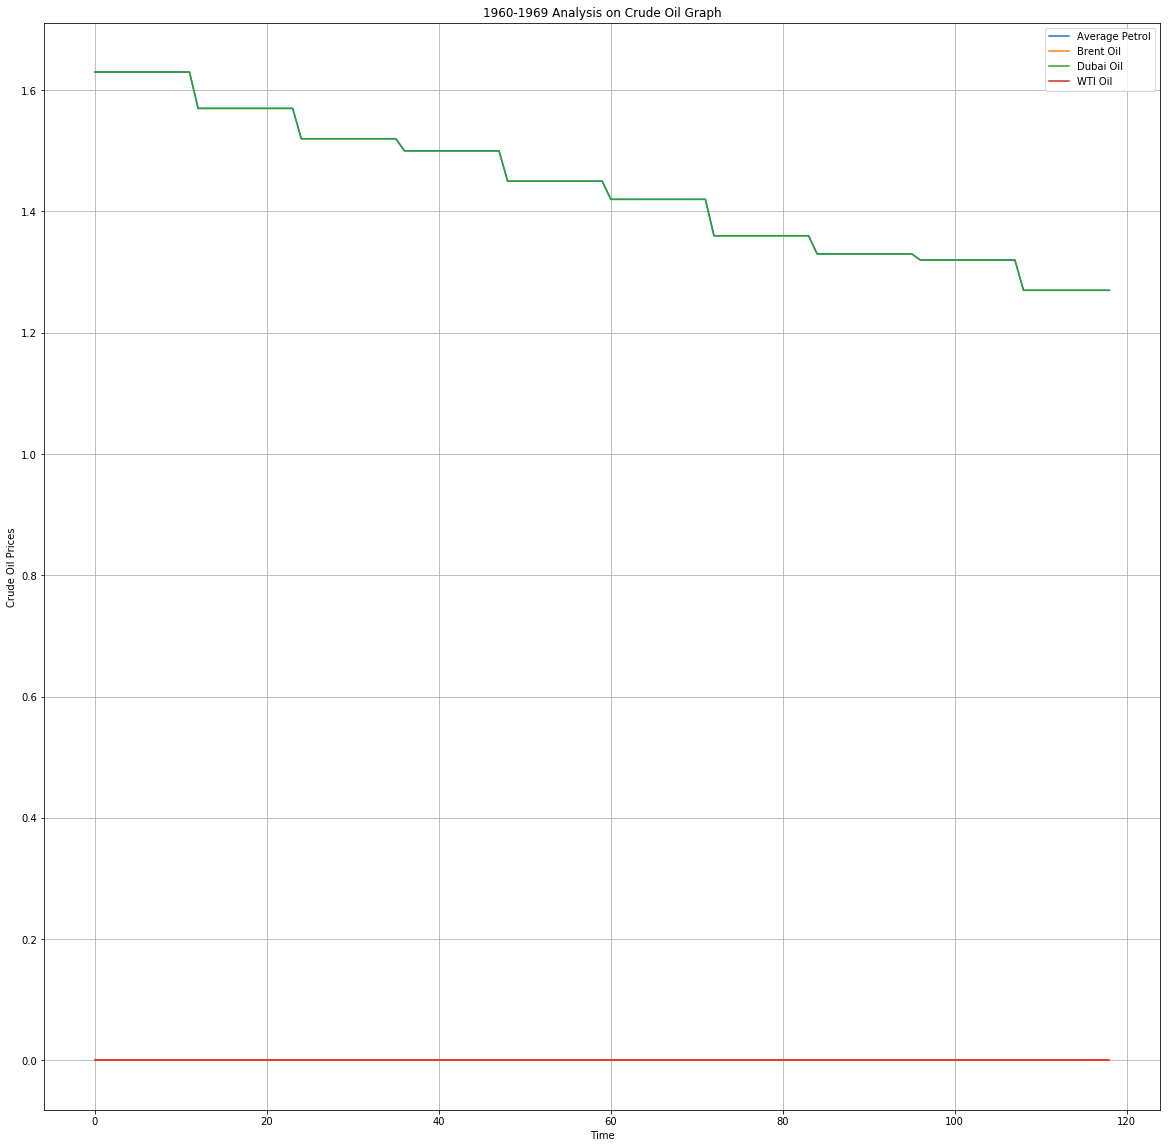 1960-1969 Analysis on Crude Oil Graph
Average Petrol
Brent Oil
Dubai Oil
WTI Oil
1.6
1.4
1.2
1.0
0.8
0.6
0.4
0.2
0.0
Crude Oil Prices
0 20 40 60 80 100 120
Time